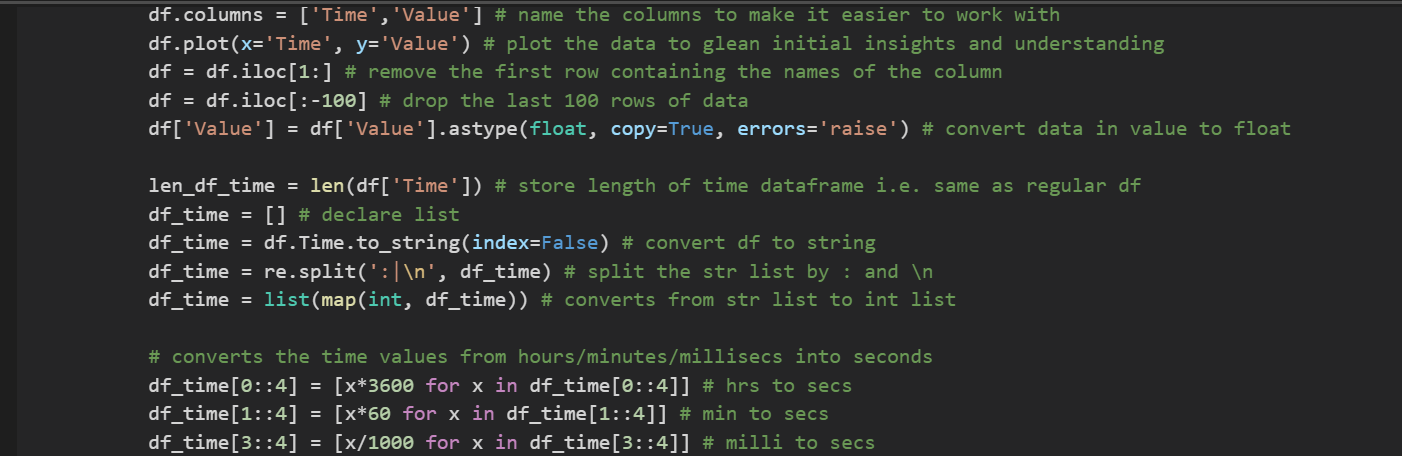 df.columns = ['Time','Value'] # name the columns to make it easier to work with
df.plot(x='Time', y='Value') # plot the data to glean initial insights and understanding
df = df.iloc[1:] # remove the first row containing the names of the column
df = df.iloc[:-100] # drop the last 100 rows of data
df['Value'] = df['Value'].astype(float, copy=True, errors='raise') # convert data in value to float
len_df_time = len(df['Time']) # store length of time dataframe i.e. same as regular df
df_time = [] # declare list
df_time = df.Time.to_string(index=False) # convert df to string
df_time = re.split(':|\n', df_time) # split the str list by : and \n
df_time = list(map(int, df_time)) # converts from str list to int list
# converts the time values from hours/minutes/millisecs into seconds
df_time[0::4] = [x*3600 for x in df_time[0::4]] # hrs to secs
df_time[1::4] = [x*60 for x in df_time[1::4]] # min to secs
df_time[3::4] = [x/1000 for x in df_time[3::4]] # milli to secs